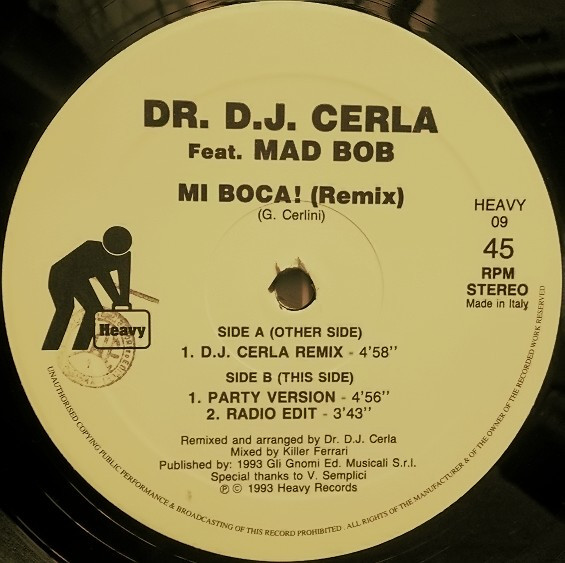 DR. D.J. CERLA
Feat. MAD BOB
MI BOCA! (Remix)
(G. Cerlini)
HEAVY
09
45
RPM
STEREO
Made in Italy
Heavy
SIDE A (OTHER SIDE)
1. D.J. CERLA REMIX - 4'58''
SIDE B (THIS SIDE)
1. PARTY VERSION - 4'56''
2. RADIO EDIT - 3'43''
Remixed and arranged by Dr. D.J. Cerla
Mixed by Killer Ferrari
Published by: 1993 Gli Gnomi Ed. Musicali S.r.l.
Special thanks to V. Semplici
℗ © 1993 Heavy Records
UNAUTHORISED COPYING PUBLIC PERFORMANCE & BROADCASTING OF THIS RECORD PROHIBITED ALL RIGHTS OF THE MANUFACTURER & OF THE OWNER OF THE RECORDED WORK RESERVED